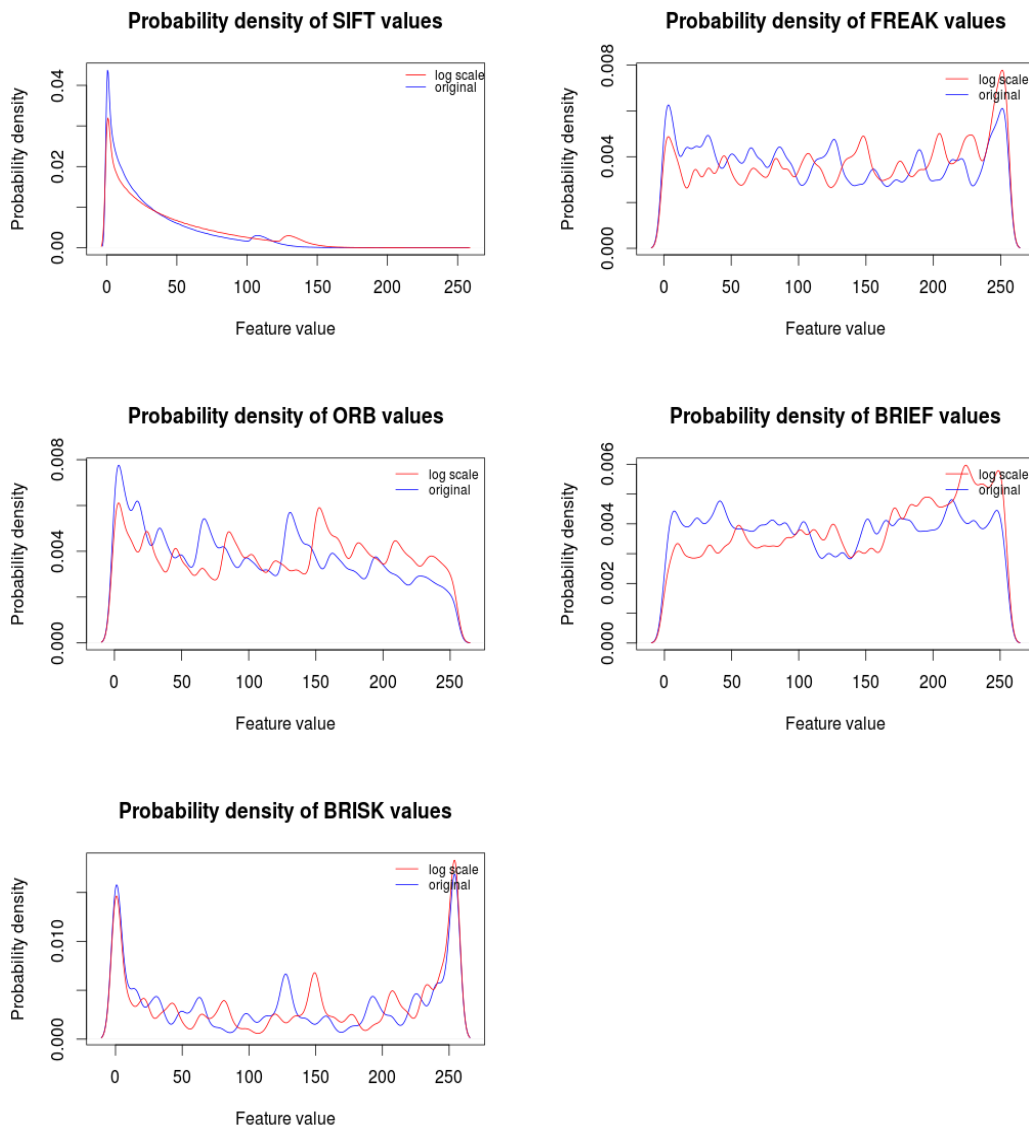 Probability density of SIFT values
Probability density
0.00
0.02
0.04
log scale
original
0 50 100 150 200 250
Feature value
Probability density of FREAK values
Probability density
0.000
0.004
0.008
log scale
original
0 50 100 150 200 250
Feature value
Probability density of ORB values
Probability density
0.000
0.004
0.008
log scale
original
0 50 100 150 200 250
Feature value
Probability density of BRIEF values
Probability density
0.000
0.002
0.004
0.006
log scale
original
0 50 100 150 200 250
Feature value
Probability density of BRISK values
Probability density
0.000
0.010
log scale
original
0 50 100 150 200 250
Feature value